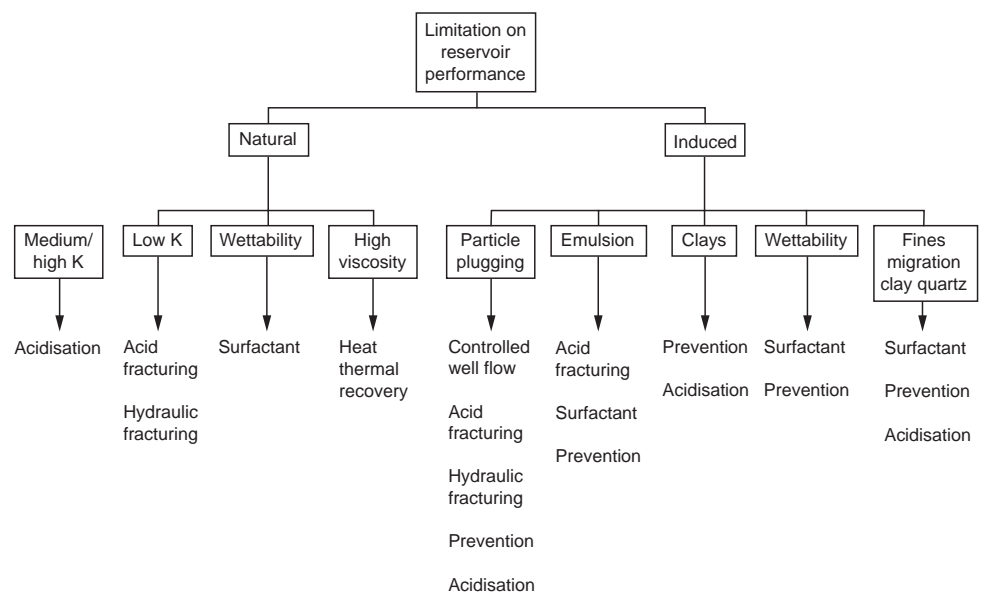 Limitation on
reservoir
performance
Natural
Induced
Medium/
high K
Low K
Wettability
High
viscosity
Particle
plugging
Emulsion
Clays
Wettability
Fines
migration
clay quartz
Acidisation
Acid
fracturing
Hydraulic
fracturing
Surfactant
Heat
thermal
recovery
Controlled
well flow
Acid
fracturing
Hydraulic
fracturing
Prevention
Acidisation
Acid
fracturing
Surfactant
Prevention
Prevention
Acidisation
Surfactant
Prevention
Surfactant
Prevention
Acidisation